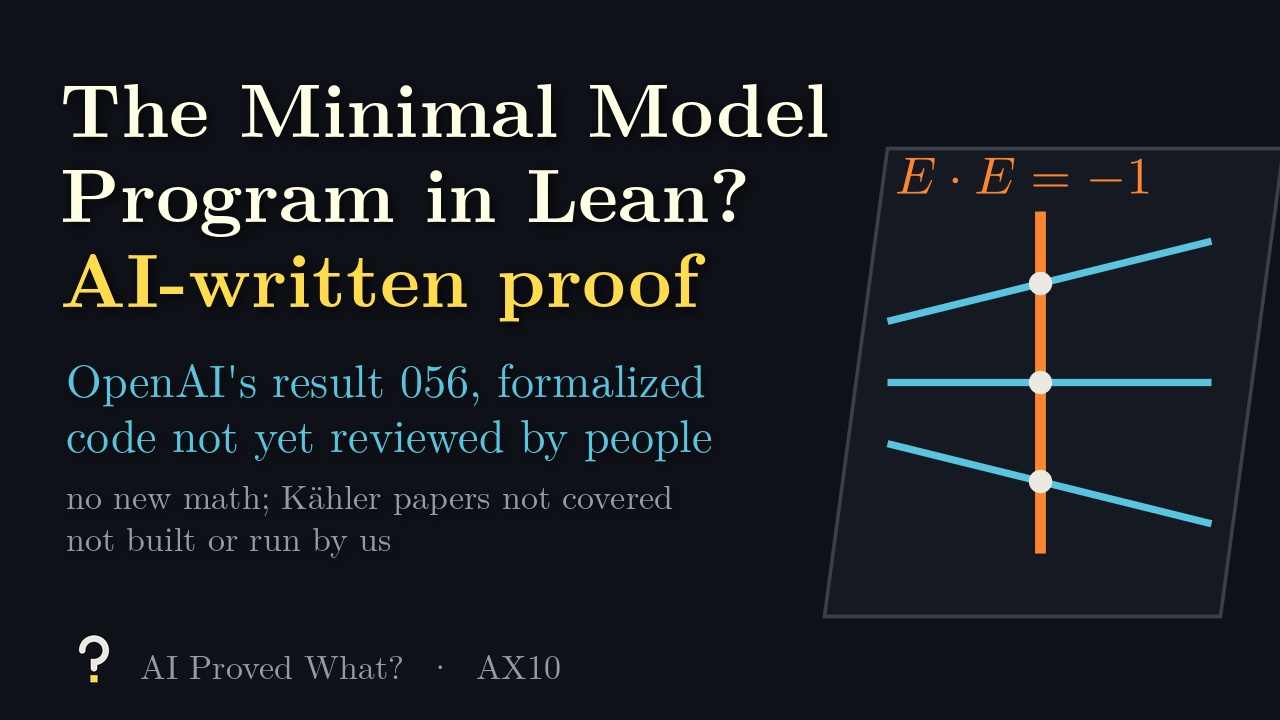 The Minimal Model
Program in Lean?
AI-written proof
OpenAI's result 056, formalized
code not yet reviewed by people
no new math; Kähler papers not covered
not built or run by us
? AI Proved What? · AX10
E · E = −1